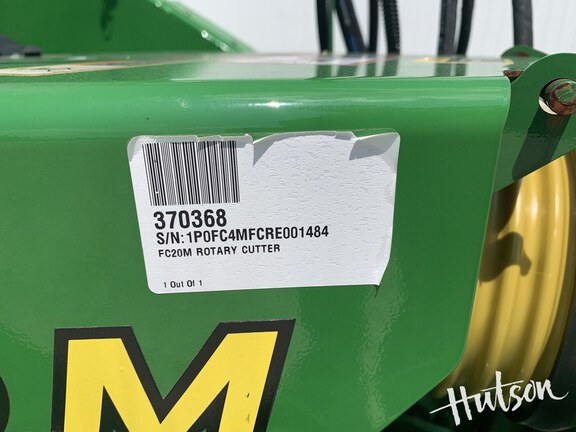 370368
S/N: 1P0FC4MFCRE001484
FC20M ROTARY CUTTER
1 Out Of 1
M
Hutson